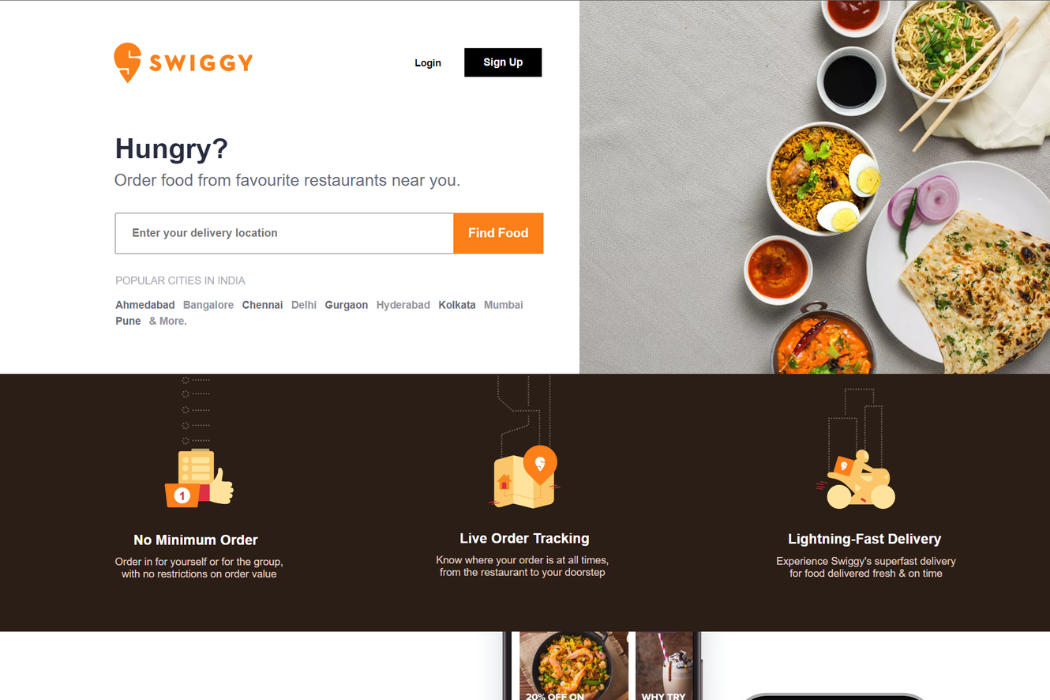 SWIGGY
Login
Sign Up
Hungry?
Order food from favourite restaurants near you.
Enter your delivery location
Find Food
POPULAR CITIES IN INDIA
Ahmedabad Bangalore Chennai Delhi Gurgaon Hyderabad Kolkata Mumbai
Pune & More.
1
No Minimum Order
Order in for yourself or for the group,
with no restrictions on order value
Live Order Tracking
Know where your order is at all times,
from the restaurant to your doorstep
Lightning-Fast Delivery
Experience Swiggy's superfast delivery
for food delivered fresh & on time
20% OFF ON
WHY TRY